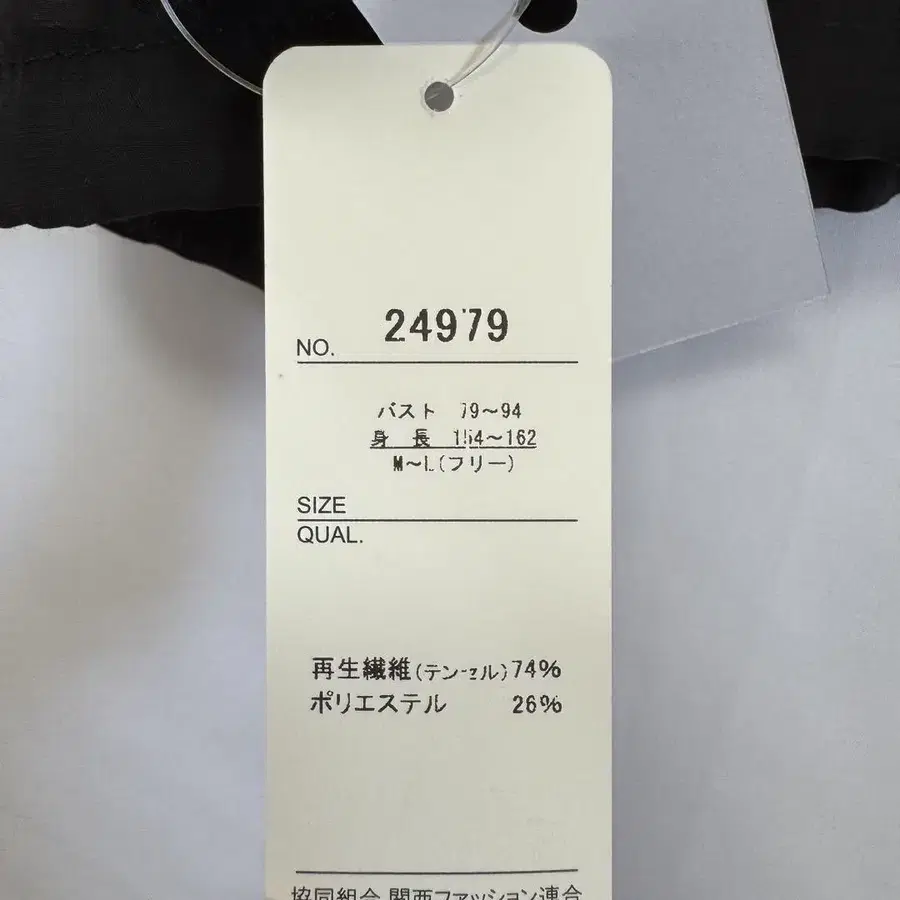 NO. 24979
バスト 79～94
身 長 154～162
M～L(フリー)
SIZE
QUAL.
再生繊維(テンセル)74%
ポリエステル 26%
協同組合 関西ファッション連合